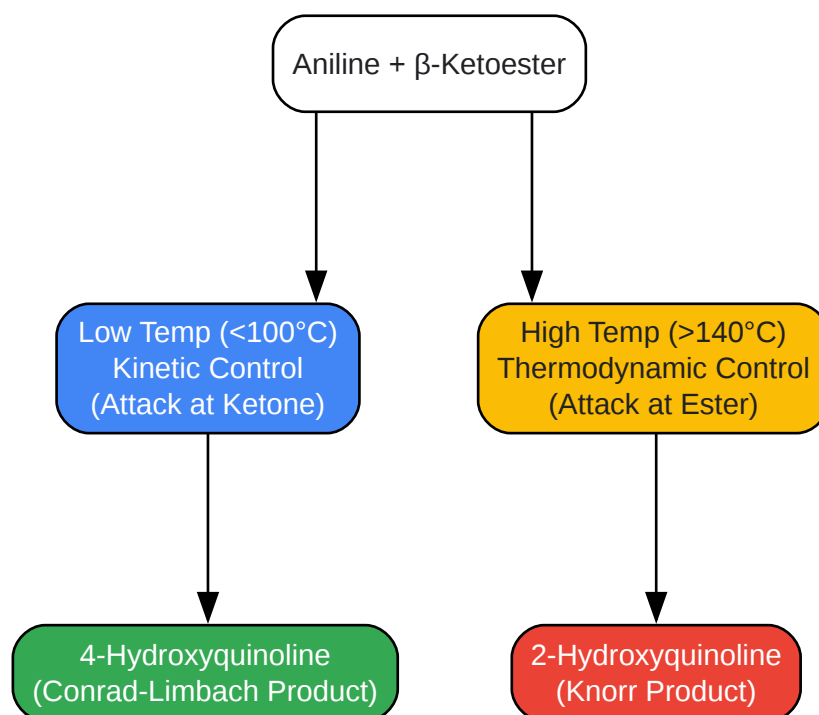 Aniline + β-Ketoester
Low Temp (<100°C)
Kinetic Control
(Attack at Ketone)
High Temp (>140°C)
Thermodynamic Control
(Attack at Ester)
4-Hydroxyquinoline
(Conrad-Limbach Product)
2-Hydroxyquinoline
(Knorr Product)